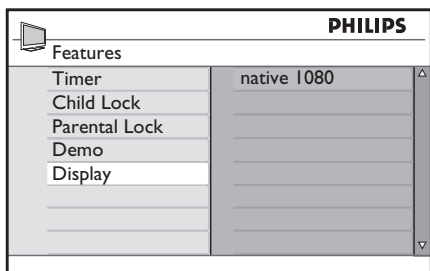 PHILIPS
Features
Timer
native 1080
Child Lock
Parental Lock
Demo
Display